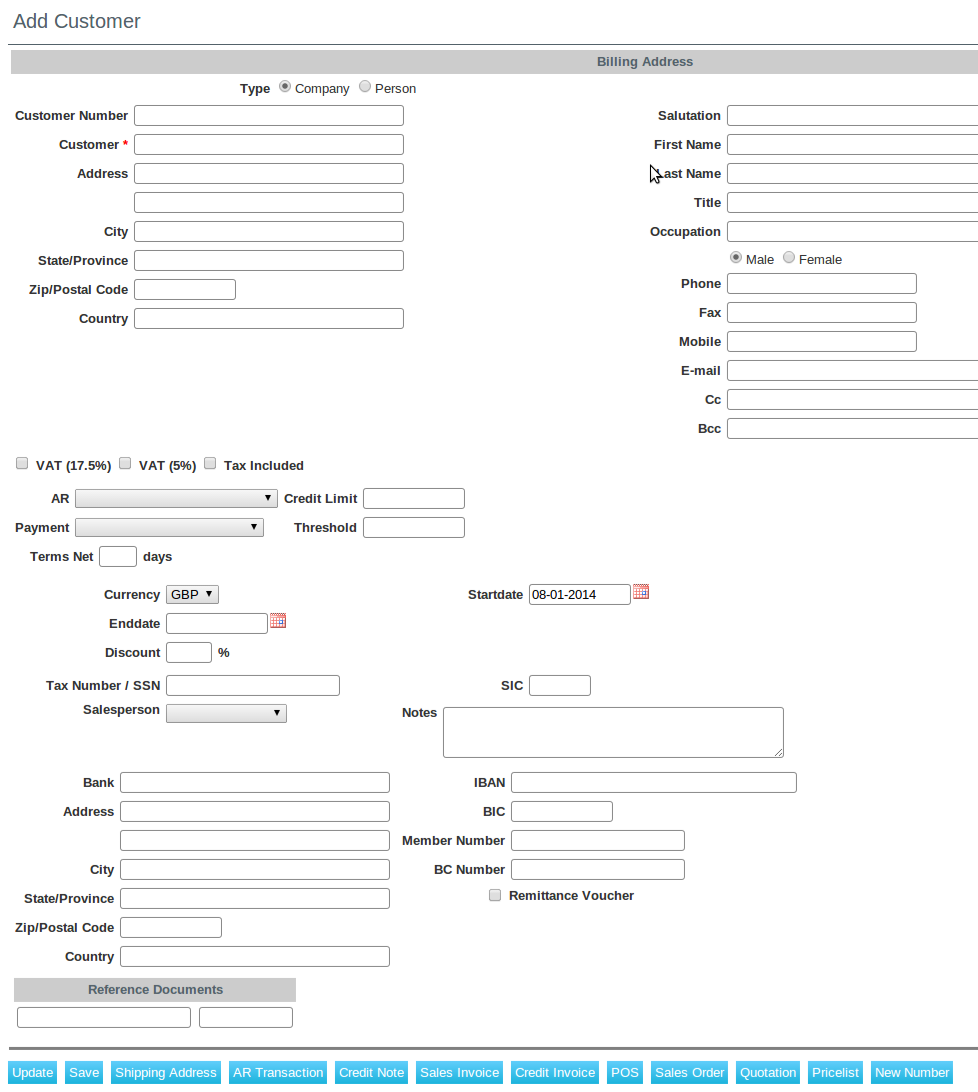 Add Customer
Billing Address
Type Company Person
Customer Number Salutation
Customer * First Name
Address Last Name
Title
City Occupation
State/Province Male Female
Zip/Postal Code Phone
Country Fax
Mobile
E-mail
Cc
Bcc
VAT (17.5%) VAT (5%) Tax Included
AR Credit Limit
Payment Threshold
Terms Net days
Currency GBP Startdate 08-01-2014
Enddate
Discount %
Tax Number / SSN SIC
Salesperson Notes
Bank IBAN
Address BIC
Member Number
City BC Number
State/Province Remittance Voucher
Zip/Postal Code
Country
Reference Documents
Update Save Shipping Address AR Transaction Credit Note Sales Invoice Credit Invoice POS Sales Order Quotation Pricelist New Number